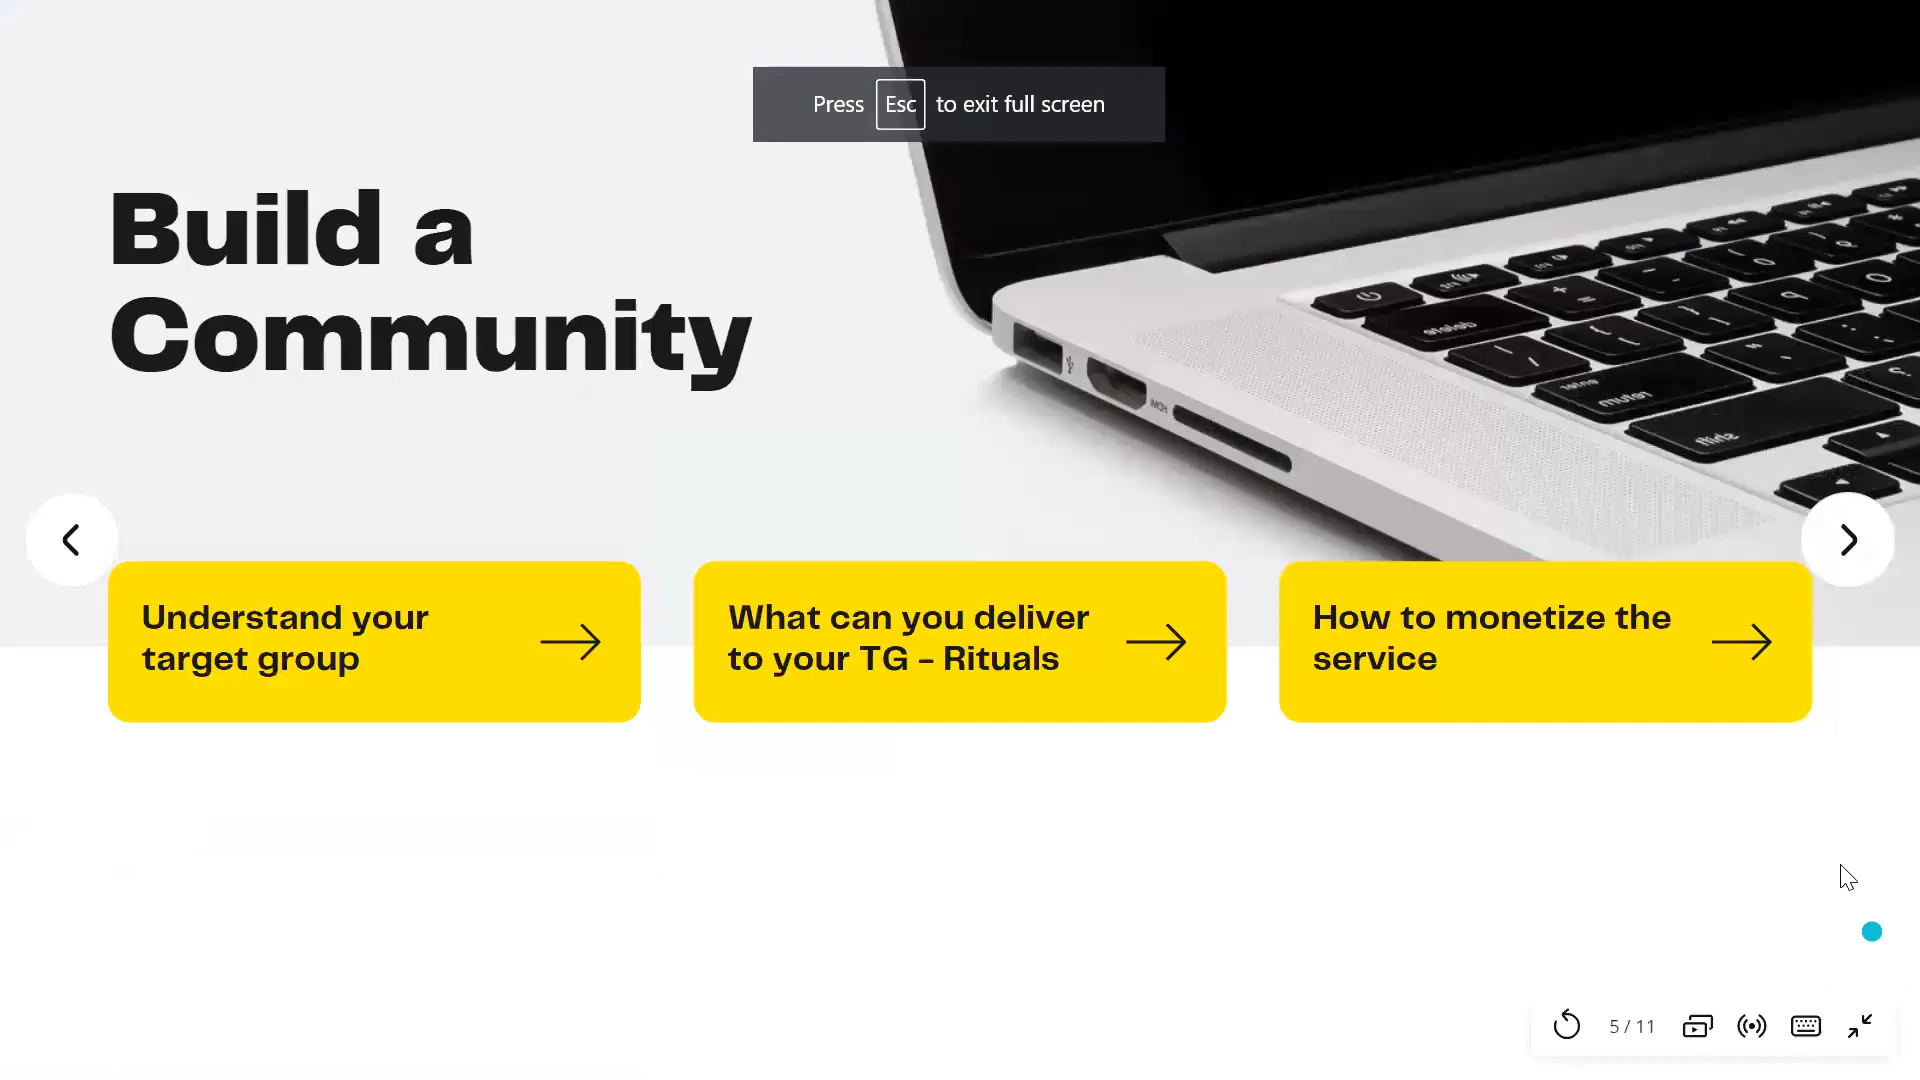 Press Esc to exit full screen
Build a
Community
Understand your
target group
What can you deliver
to your TG – Rituals
How to monetize the
service
5 / 11